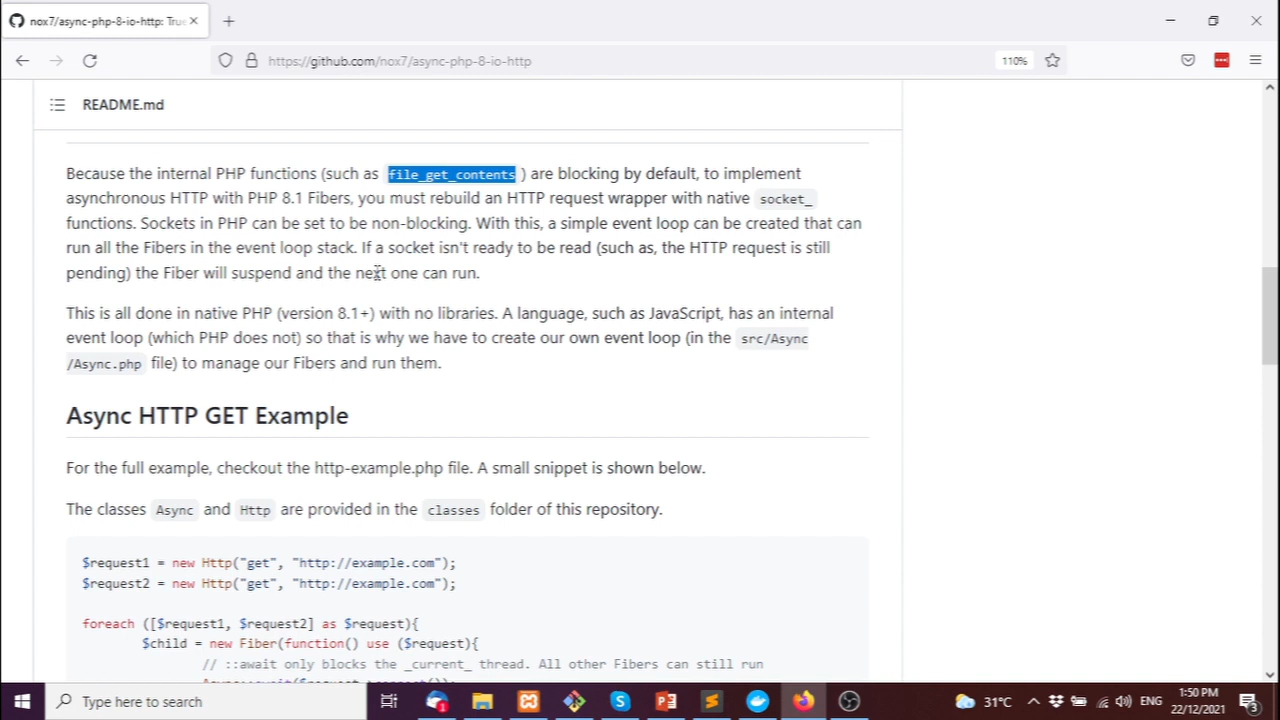 nox7/async-php-8-io-http: True
https://github.com/nox7/async-php-8-io-http
110%
README.md
Because the internal PHP functions (such as file_get_contents ) are blocking by default, to implement
asynchronous HTTP with PHP 8.1 Fibers, you must rebuild an HTTP request wrapper with native socket_
functions. Sockets in PHP can be set to be non-blocking. With this, a simple event loop can be created that can
run all the Fibers in the event loop stack. If a socket isn't ready to be read (such as, the HTTP request is still
pending) the Fiber will suspend and the next one can run.
This is all done in native PHP (version 8.1+) with no libraries. A language, such as JavaScript, has an internal
event loop (which PHP does not) so that is why we have to create our own event loop (in the src/Async
/Async.php file) to manage our Fibers and run them.
Async HTTP GET Example
For the full example, checkout the http-example.php file. A small snippet is shown below.
The classes Async and Http are provided in the classes folder of this repository.
$request1 = new Http("get", "http://example.com");
$request2 = new Http("get", "http://example.com");
foreach ([$request1, $request2] as $request){
$child = new Fiber(function() use ($request){
// ::await only blocks the _current_ thread. All other Fibers can still run
Type here to search
31°C
ENG
1:50 PM
22/12/2021
3